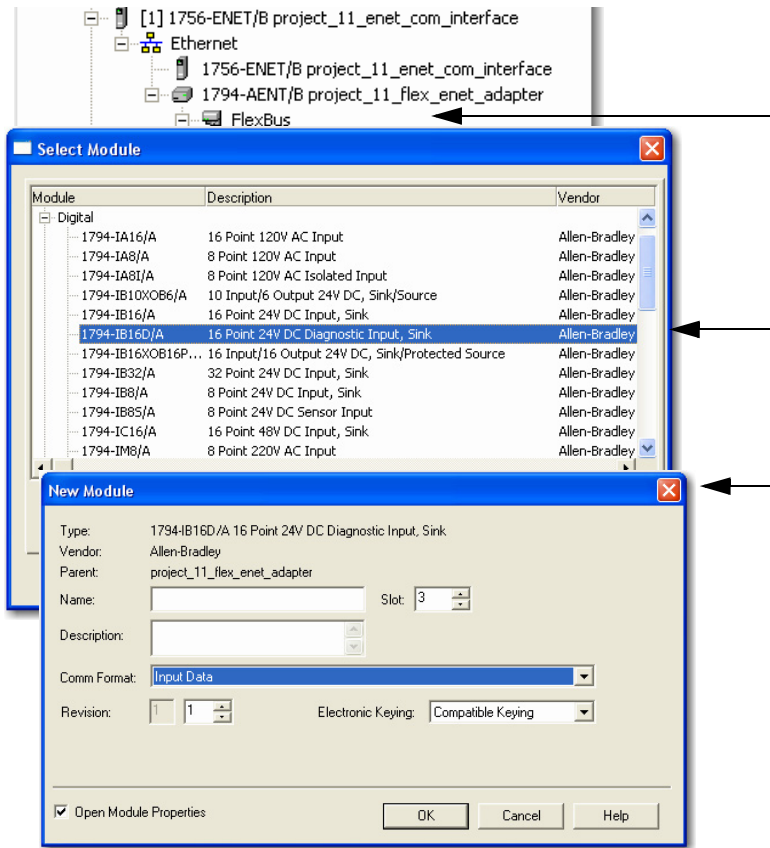 [1] 1756-ENET/B project_11_enet_com_interface
Ethernet
1756-ENET/B project_11_enet_com_interface
1794-AENT/B project_11_flex_enet_adapter
FlexBus
Select Module
Module Description Vendor
Digital
1794-IA16/A 16 Point 120V AC Input Allen-Bradley
1794-IA8/A 8 Point 120V AC Input Allen-Bradley
1794-IA8I/A 8 Point 120V AC Isolated Input Allen-Bradley
1794-IB10XOB6/A 10 Input/6 Output 24V DC, Sink/Source Allen-Bradley
1794-IB16/A 16 Point 24V DC Input, Sink Allen-Bradley
1794-IB16D/A 16 Point 24V DC Diagnostic Input, Sink Allen-Bradley
1794-IB16XOB16P... 16 Input/16 Output 24V DC, Sink/Protected Source Allen-Bradley
1794-IB32/A 32 Point 24V DC Input, Sink Allen-Bradley
1794-IB8/A 8 Point 24V DC Input, Sink Allen-Bradley
1794-IB8S/A 8 Point 24V DC Sensor Input Allen-Bradley
1794-IC16/A 16 Point 48V DC Input, Sink Allen-Bradley
1794-IM8/A 8 Point 220V AC Input Allen-Bradley
New Module
Type: 1794-IB16D/A 16 Point 24V DC Diagnostic Input, Sink
Vendor: Allen-Bradley
Parent: project_11_flex_enet_adapter
Name: Slot: 3
Description:
Comm Format: Input Data
Revision: 1 1 Electronic Keying: Compatible Keying
Open Module Properties OK Cancel Help